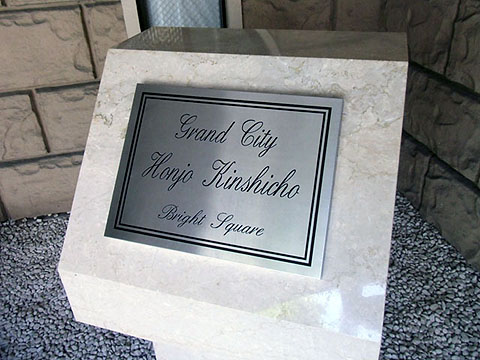 Grand City
Honjo Kinshicho
Bright Square